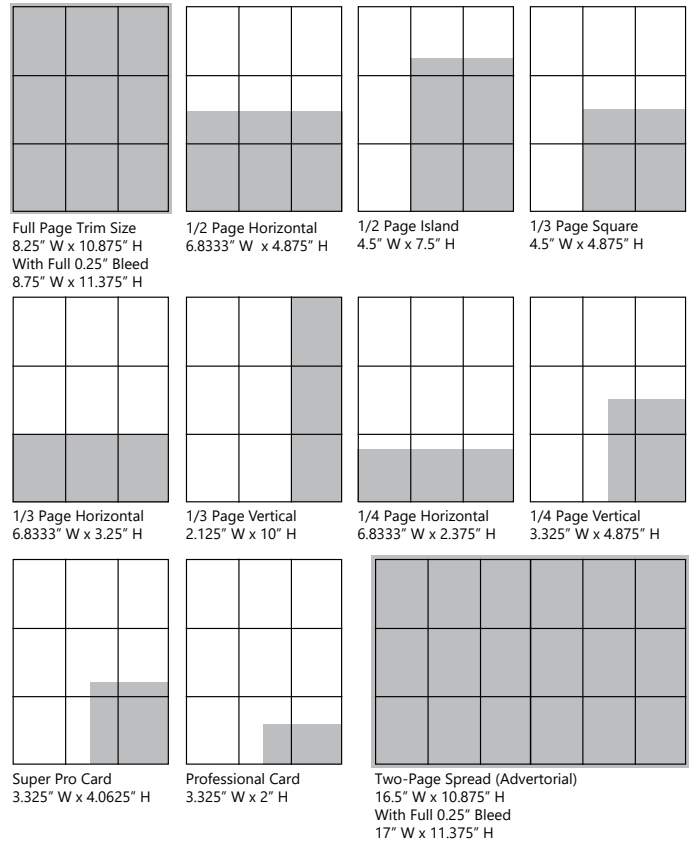 Full Page Trim Size
8.25” W x 10.875” H
With Full 0.25” Bleed
8.75” W x 11.375” H
1/2 Page Horizontal
6.8333” W  x 4.875” H
1/2 Page Island
4.5” W x 7.5” H
1/3 Page Square
4.5” W x 4.875” H
1/3 Page Horizontal
6.8333” W x 3.25” H
1/3 Page Vertical
2.125” W x 10” H
1/4 Page Horizontal
6.8333” W x 2.375” H
1/4 Page Vertical
3.325” W x 4.875” H
Super Pro Card
3.325” W x 4.0625” H
Professional Card
3.325” W x 2” H
Two-Page Spread (Advertorial)
16.5” W x 10.875” H
With Full 0.25” Bleed
17” W x 11.375” H